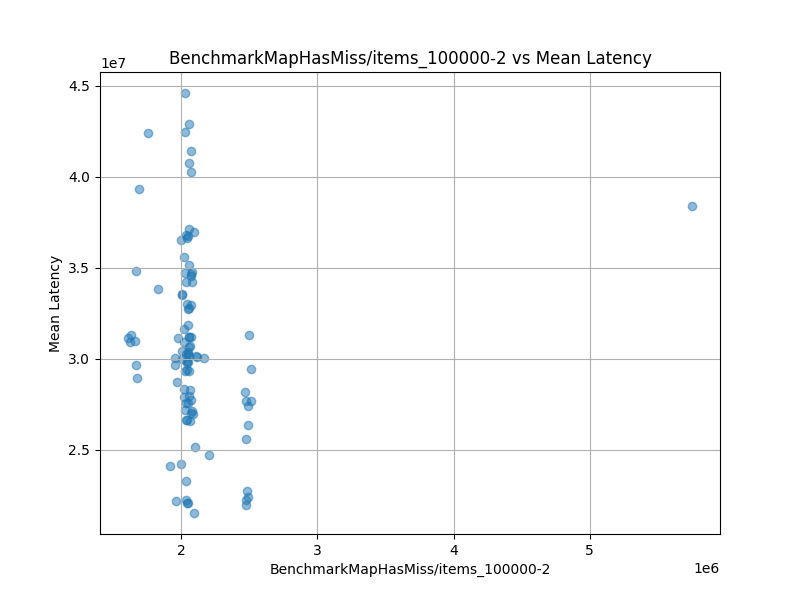 BenchmarkMapHasMiss/items_100000-2 vs Mean Latency
1e7
4.5
4.0
3.5
3.0
2.5
Mean Latency
2
3
4
5
1e6
BenchmarkMapHasMiss/items_100000-2